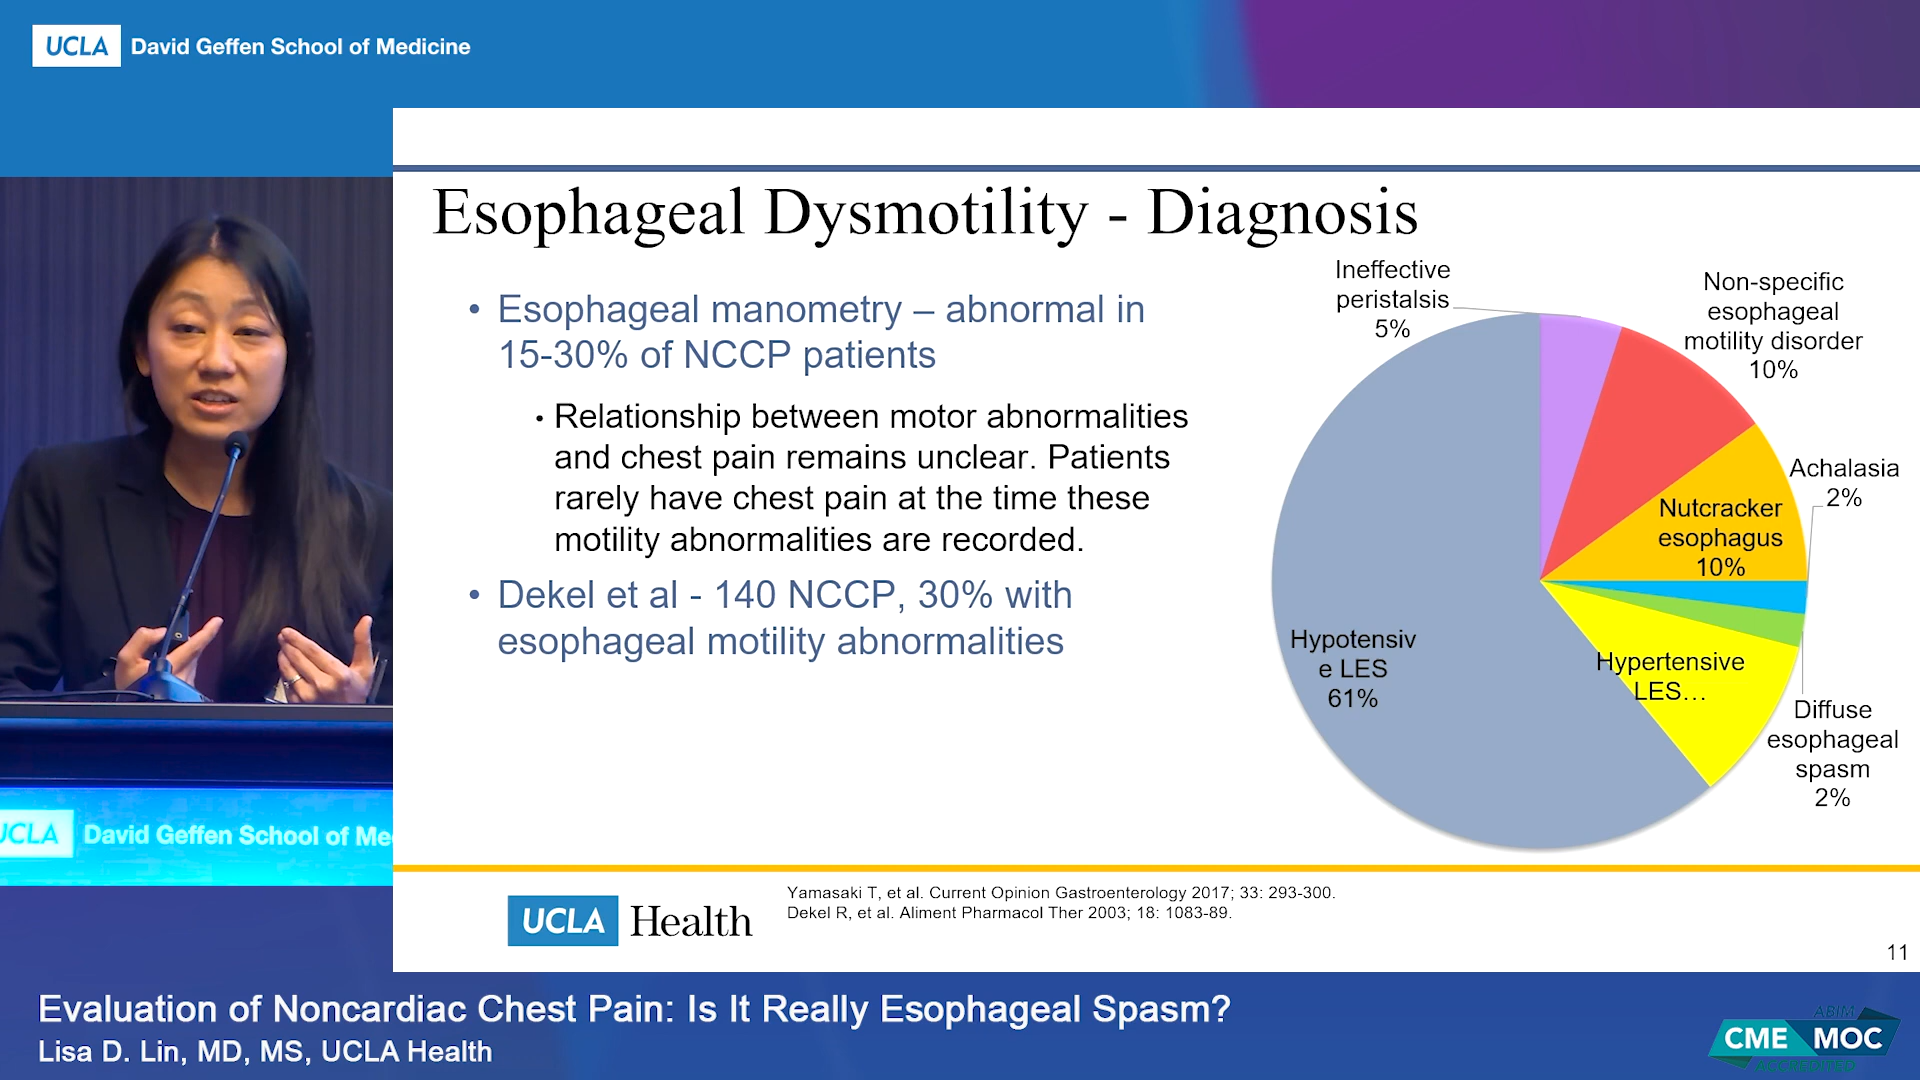 UCLA David Geffen School of Medicine
Esophageal Dysmotility - Diagnosis
• Esophageal manometry – abnormal in
15-30% of NCCP patients
• Relationship between motor abnormalities
and chest pain remains unclear. Patients
rarely have chest pain at the time these
motility abnormalities are recorded.
• Dekel et al - 140 NCCP, 30% with
esophageal motility abnormalities
Ineffective
peristalsis
5%
Non-specific
esophageal
motility disorder
10%
Achalasia
2%
Nutcracker
esophagus
10%
Hypotensiv
e LES
61%
Hypertensive
LES…
Diffuse
esophageal
spasm
2%
UCLA David Geffen School of Me
UCLA Health
Yamasaki T, et al. Current Opinion Gastroenterology 2017; 33: 293-300.
Dekel R, et al. Aliment Pharmacol Ther 2003; 18: 1083-89.
11
Evaluation of Noncardiac Chest Pain: Is It Really Esophageal Spasm?
Lisa D. Lin, MD, MS, UCLA Health
ABIM
CME MOC
ACCREDITED